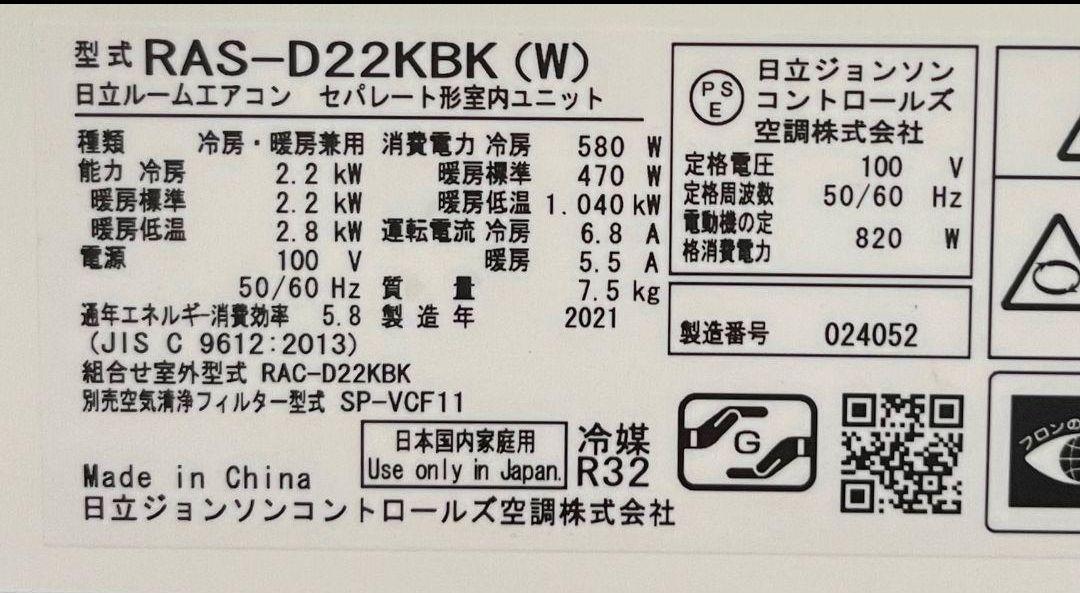 型式 RAS-D22KBK(W)
日立ルームエアコン セパレート形室内ユニット
種類 冷房・暖房兼用
能力 冷房 2.2 kW
暖房標準 2.2 kW
暖房低温 2.8 kW
電源 100 V
50/60 Hz
通年エネルギー消費効率 5.8
(JIS C 9612:2013)
消費電力 冷房 580 W
暖房標準 470 W
暖房低温 1.040 kW
運転電流 冷房 6.8 A
暖房 5.5 A
質量 7.5 kg
製造年 2021
組合せ室外型式 RAC-D22KBK
別売空気清浄フィルター型式 SP-VCF11
日本国内家庭用
Use only in Japan.
冷媒
R32
Made in China
日立ジョンソンコントロールズ空調株式会社
PS
E
日立ジョンソン
コントロールズ
空調株式会社
定格電圧 100 V
定格周波数 50/60 Hz
電動機の定
格消費電力 820 W
製造番号 024052
G
フロンの